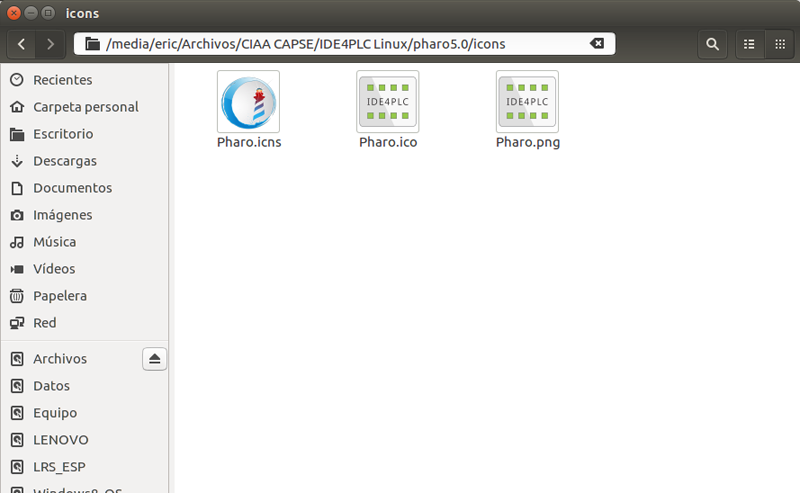 icons
/media/eric/Archivos/CIAA CAPSE/IDE4PLC Linux/pharo5.0/icons
Recientes
Carpeta personal
Escritorio
Descargas
Documentos
Imágenes
Música
Vídeos
Papelera
Red
Archivos
Datos
Equipo
LENOVO
LRS_ESP
Windows8_OS
Pharo.icns
IDE4PLC
Pharo.ico
IDE4PLC
Pharo.png